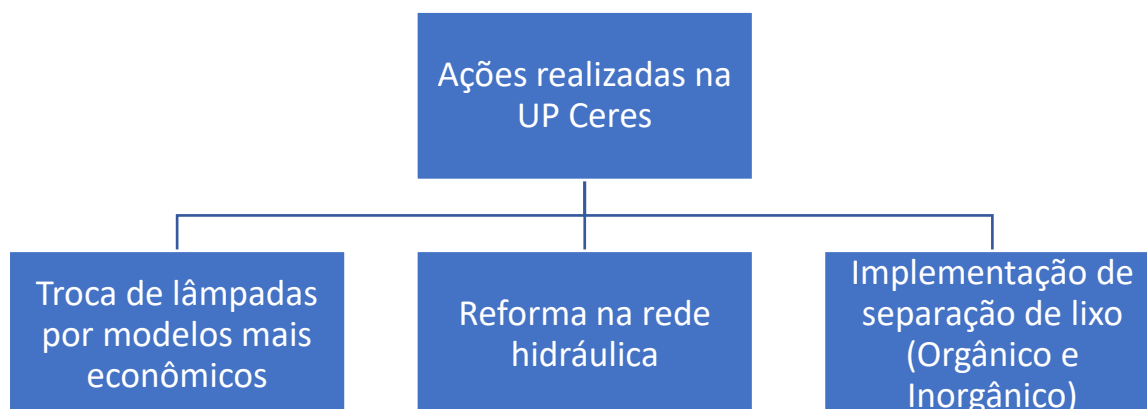 Ações realizadas na
UP Ceres
Troca de lâmpadas
por modelos mais
econômicos
Reforma na rede
hidráulica
Implementação de
separação de lixo
(Orgânico e
Inorgânico)